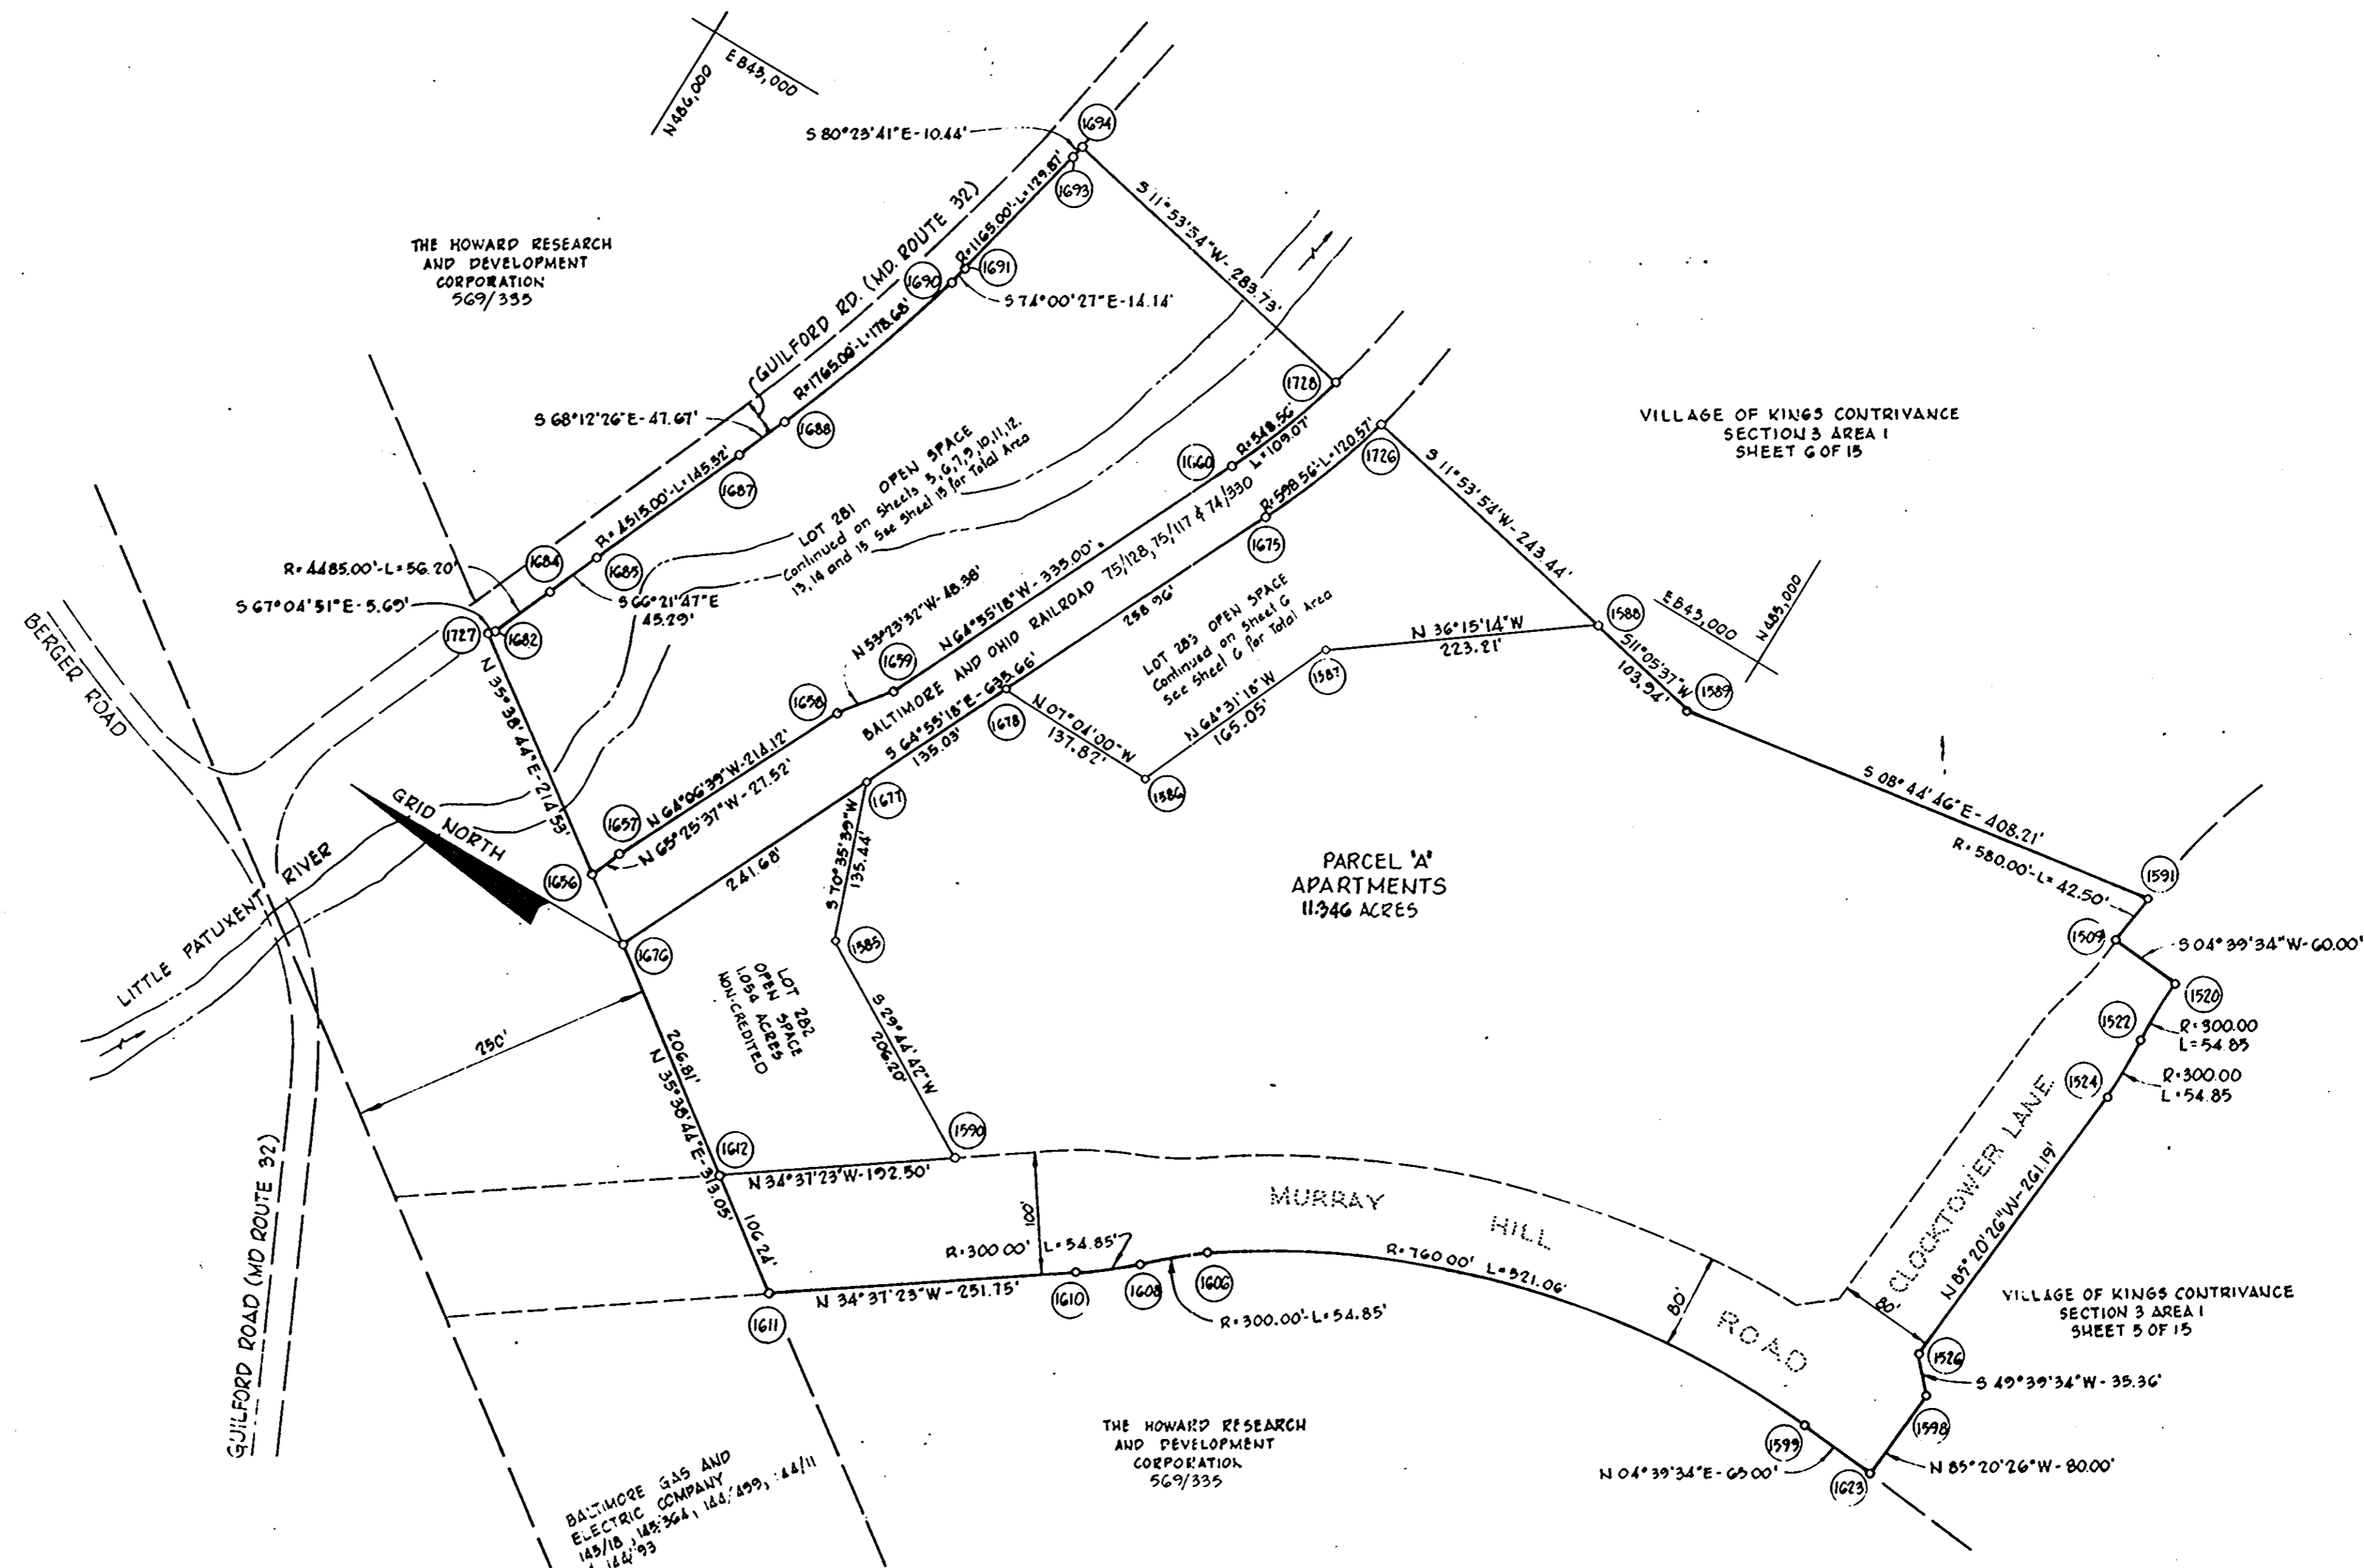 E 843,000
N486,000
S 80°23'41"E-10.44'
1694
1693
R=1165.00'-L=129.87'
S 11°53'54"W-283.73'
THE HOWARD RESEARCH
AND DEVELOPMENT
CORPORATION
569/335
GUILFORD RD. (MD. ROUTE 32)
1690
1691
S 74°00'27"E-14.14'
R=1765.00'-L=178.68'
S 68°12'26"E-47.67'
1688
1687
R=4515.00'-L=145.32'
LOT 281 OPEN SPACE
Continued on Sheets 5,6,7,9,10,11,12,
13,14 and 15 See Sheet 15 for Total Area
1728
R=548.56'
L=109.07'
1660
1726
R=598.56'-L=120.57'
1675
VILLAGE OF KINGS CONTRIVANCE
SECTION 3 AREA 1
SHEET 6 OF 15
S 11°53'54"W-243.44'
R=4485.00'-L=56.20'
1684
1685
S 67°04'51"E-5.69'
S 66°21'47"E
45.29'
1727
1682
BERGER ROAD
N 35°38'44"E-214.53'
N 53°23'32"W-48.38'
1659
N 64°55'18"W-335.00'
BALTIMORE AND OHIO RAILROAD 75/128, 75/117 & 74/330
258.96'
S 64°55'18"E-635.66'
135.03'
1658
1678
N 07°04'00"W
137.82'
LOT 283 OPEN SPACE
Continued on Sheet 6
See Sheet 6 for Total Area
N 64°31'18"W
165.05'
1587
N 36°15'14"W
223.21'
1588
E 843,000
N 485,000
S 11°05'37"W
103.94'
1589
1586
N 64°06'39"W-214.12'
1657
N 65°25'37"W-27.52'
1656
GRID NORTH
LITTLE PATUXENT RIVER
1677
241.68'
S 70°35'39"W
135.44'
1585
1676
PARCEL 'A'
APARTMENTS
11.346 ACRES
S 08°44'46"E-408.21'
R=580.00'-L=42.50'
1591
1509
S 04°39'34"W-60.00'
1520
1522
R=300.00
L=54.85
1524
R=300.00
L=54.85
LOT 282
OPEN SPACE
1.054 ACRES
NON-CREDITED
S 29°44'42"W
206.20'
250'
206.81'
N 35°38'44"E-313.05'
106.24'
1612
1590
N 34°37'23"W-192.50'
100'
GUILFORD ROAD (MD ROUTE 32)
MURRAY HILL ROAD
CLOCKTOWER LANE
N 85°20'26"W-261.19'
R=300.00' L=54.85'
R=760.00' L=521.06'
N 34°37'23"W-251.75'
1611
1610
1608
1606
R=300.00'-L=54.85'
80'
80'
VILLAGE OF KINGS CONTRIVANCE
SECTION 3 AREA 1
SHEET 5 OF 15
1526
S 49°39'34"W-35.36'
1598
1599
N 04°39'34"E-65.00'
N 85°20'26"W-80.00'
1623
THE HOWARD RESEARCH
AND DEVELOPMENT
CORPORATION
569/335
BALTIMORE GAS AND
ELECTRIC COMPANY